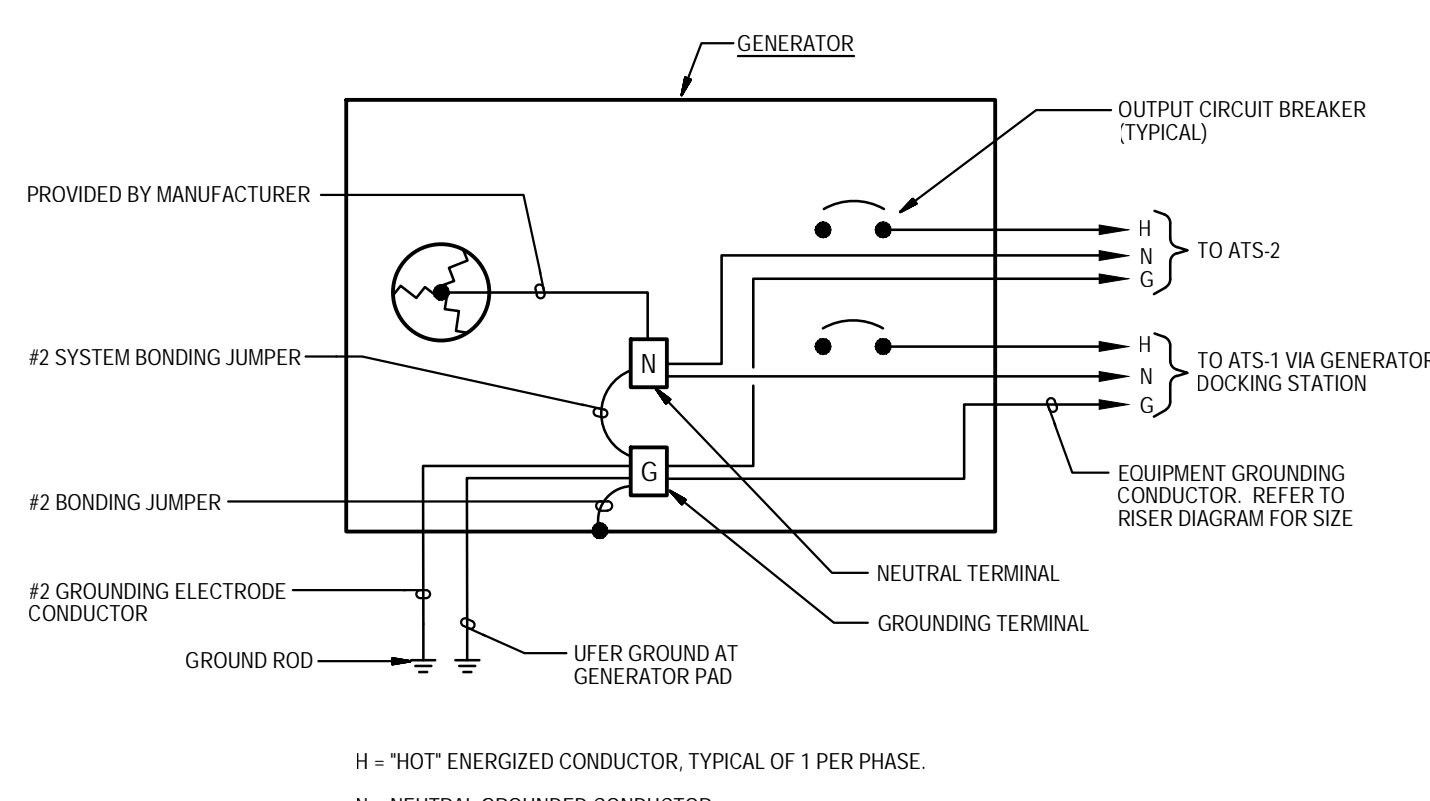 GENERATOR
OUTPUT CIRCUIT BREAKER
(TYPICAL)
PROVIDED BY MANUFACTURER
H
N
G
TO ATS-2
#2 SYSTEM BONDING JUMPER
N
H
N
G
TO ATS-1 VIA GENERATOR
DOCKING STATION
G
EQUIPMENT GROUNDING
CONDUCTOR. REFER TO
RISER DIAGRAM FOR SIZE
#2 BONDING JUMPER
NEUTRAL TERMINAL
#2 GROUNDING ELECTRODE
CONDUCTOR
GROUNDING TERMINAL
GROUND ROD
UFER GROUND AT
GENERATOR PAD
H = "HOT" ENERGIZED CONDUCTOR, TYPICAL OF 1 PER PHASE.
N = NEUTRAL GROUNDED CONDUCTOR